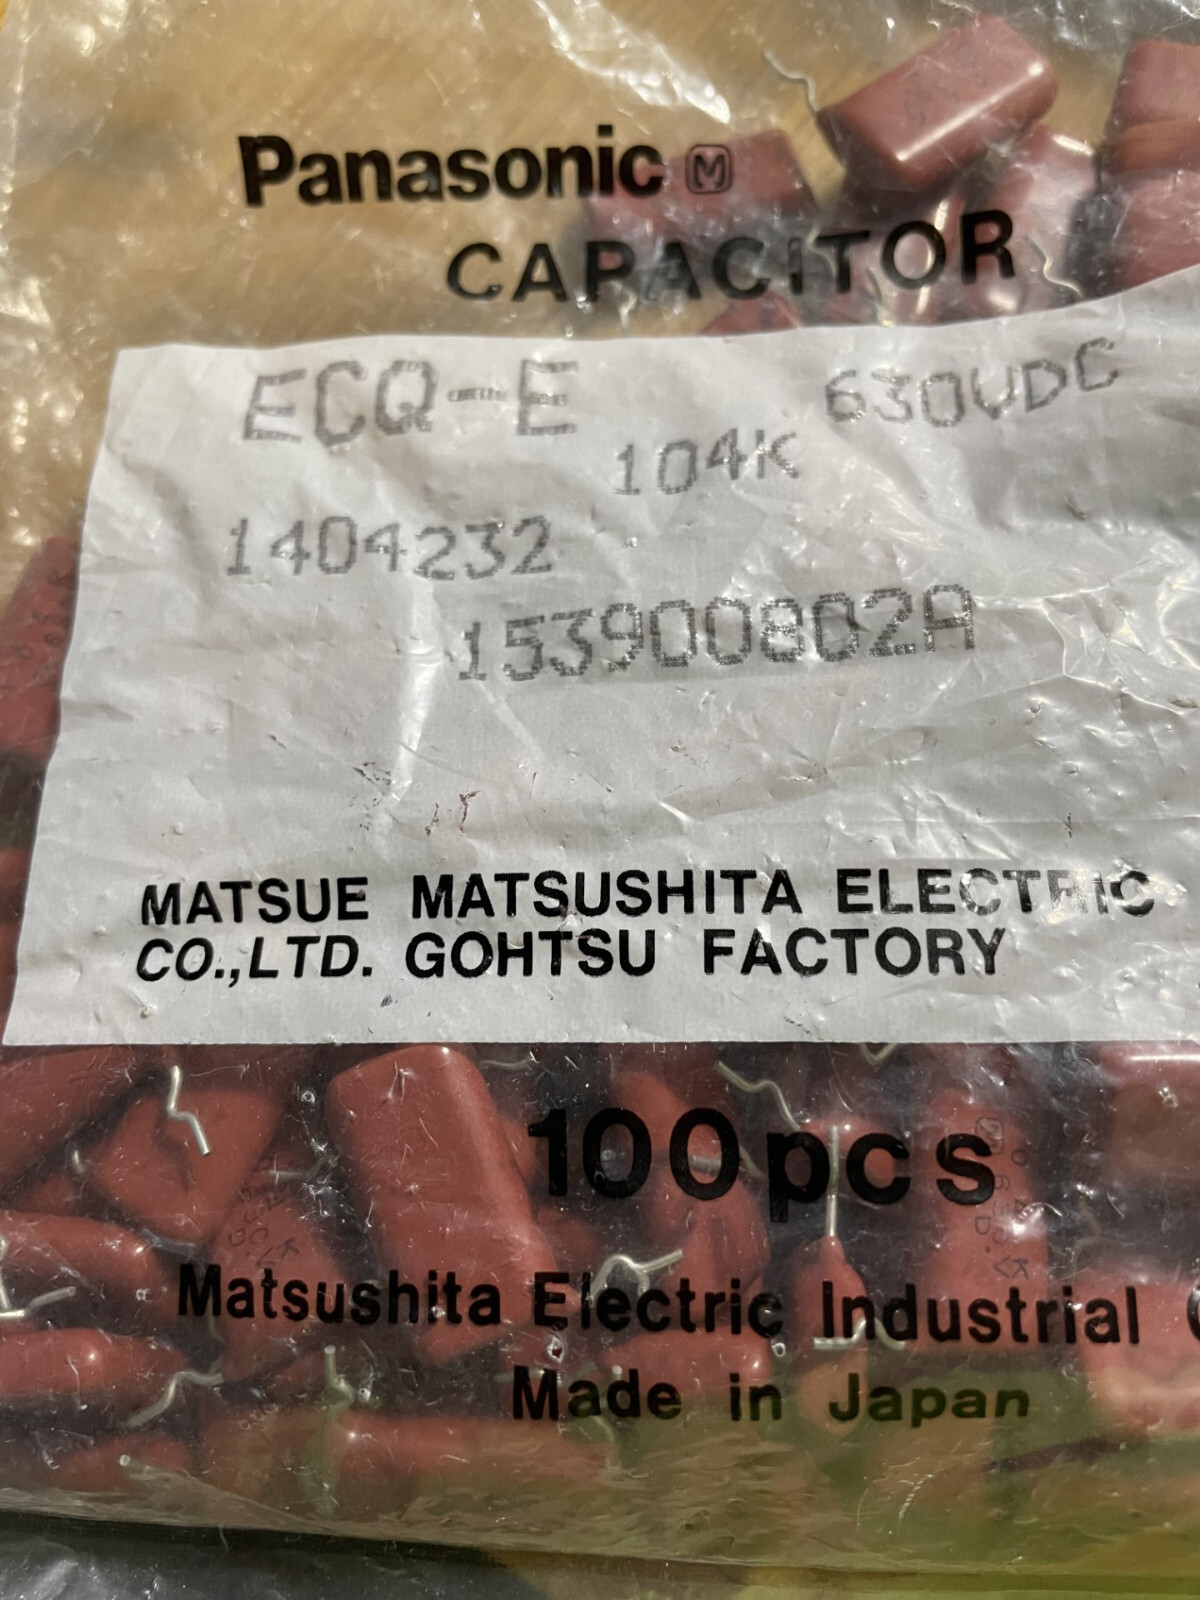 Panasonic M
CAPACITOR
ECQ-E 630VDC
104K
1404232
153900802A
MATSUE MATSUSHITA ELECTRIC
CO.,LTD. GOHTSU FACTORY
100pcs
Matsushita Electric Industrial
Made in Japan